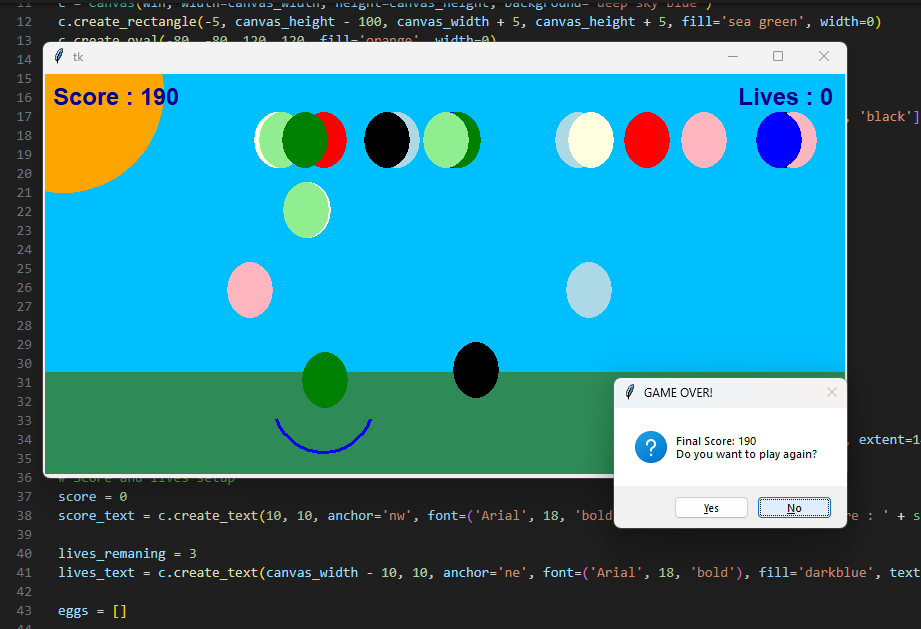 11 c = Canvas(win, width=canvas_width, height=canvas_height, background='deep sky blue')
12 c.create_rectangle(-5, canvas_height - 100, canvas_width + 5, canvas_height + 5, fill='sea green', width=0)
13 c.create_oval(-80, -80, 120, 120, fill='orange', width=0)
14
tk
15
Score : 190 Lives : 0
16
17 , 'black']
18
19
20
21
22
23
24
25
26
27
28
29
30
31
32
GAME OVER!
33
34 , extent=1
Final Score: 190
Do you want to play again?
35
36 # Score and lives setup
37 score = 0
Yes No
38 score_text = c.create_text(10, 10, anchor='nw', font=('Arial', 18, 'bold re : ' + s
39
40 lives_remaning = 3
41 lives_text = c.create_text(canvas_width - 10, 10, anchor='ne', font=('Arial', 18, 'bold'), fill='darkblue', text
42
43 eggs = []
44